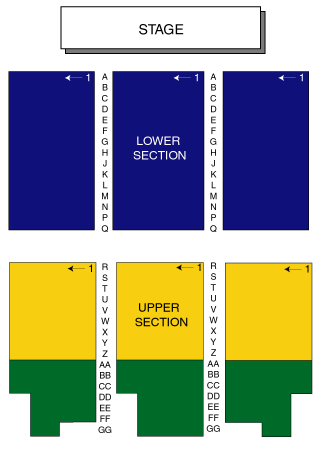 STAGE
1 1 1
A A
B B
C C
D D
E E
F F
G G
LOWER
H H
SECTION
J J
K K
L L
M M
N N
P P
Q Q
R R
1 1 1
S S
T T
U U
UPPER
V V
SECTION
W W
X X
Y Y
Z Z
AA AA
BB BB
CC CC
DD DD
EE EE
FF FF
GG GG